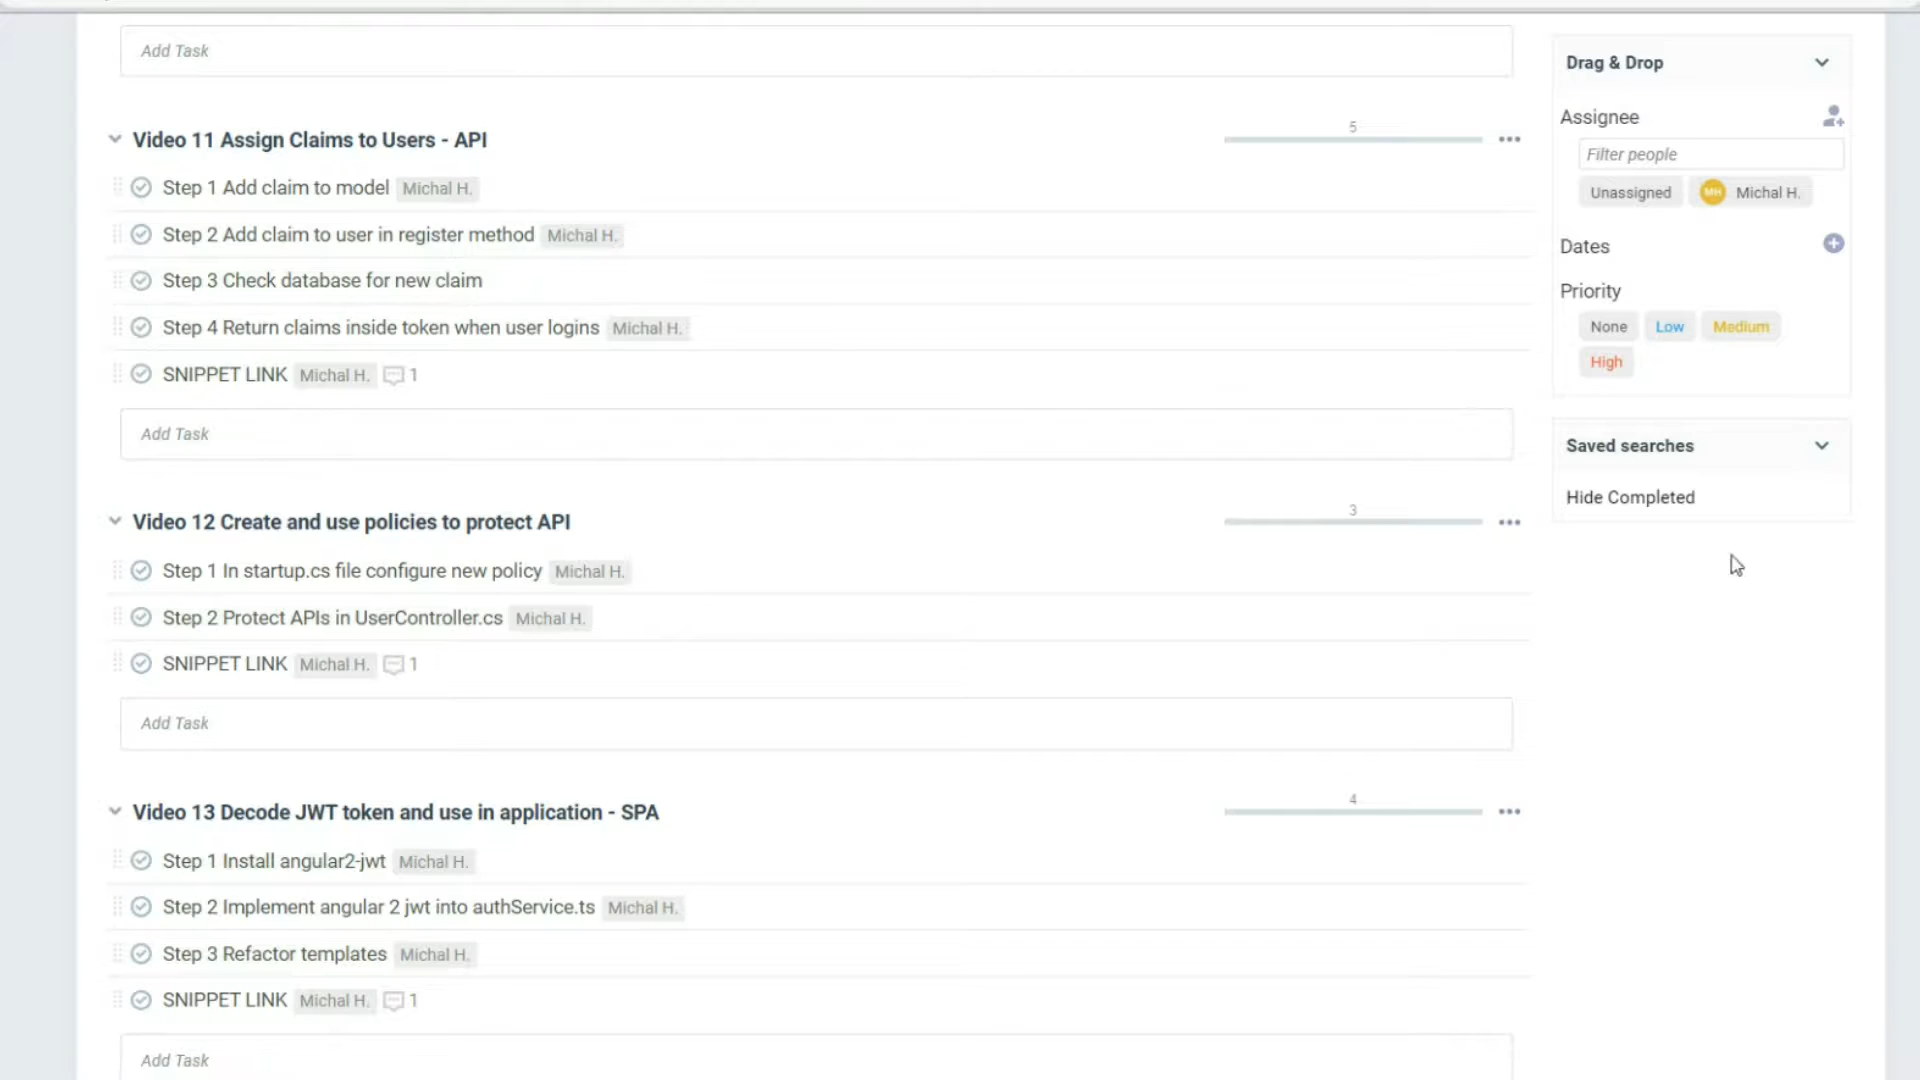 Add Task
Video 11 Assign Claims to Users - API
5
Step 1 Add claim to model Michal H.
Step 2 Add claim to user in register method Michal H.
Step 3 Check database for new claim
Step 4 Return claims inside token when user logins Michal H.
SNIPPET LINK Michal H. 1
Add Task
Video 12 Create and use policies to protect API
3
Step 1 In startup.cs file configure new policy Michal H.
Step 2 Protect APIs in UserController.cs Michal H.
SNIPPET LINK Michal H. 1
Add Task
Video 13 Decode JWT token and use in application - SPA
4
Step 1 Install angular2-jwt Michal H.
Step 2 Implement angular 2 jwt into authService.ts Michal H.
Step 3 Refactor templates Michal H.
SNIPPET LINK Michal H. 1
Add Task
Drag & Drop
Assignee
Filter people
Unassigned MH Michal H.
Dates
Priority
None Low Medium
High
Saved searches
Hide Completed